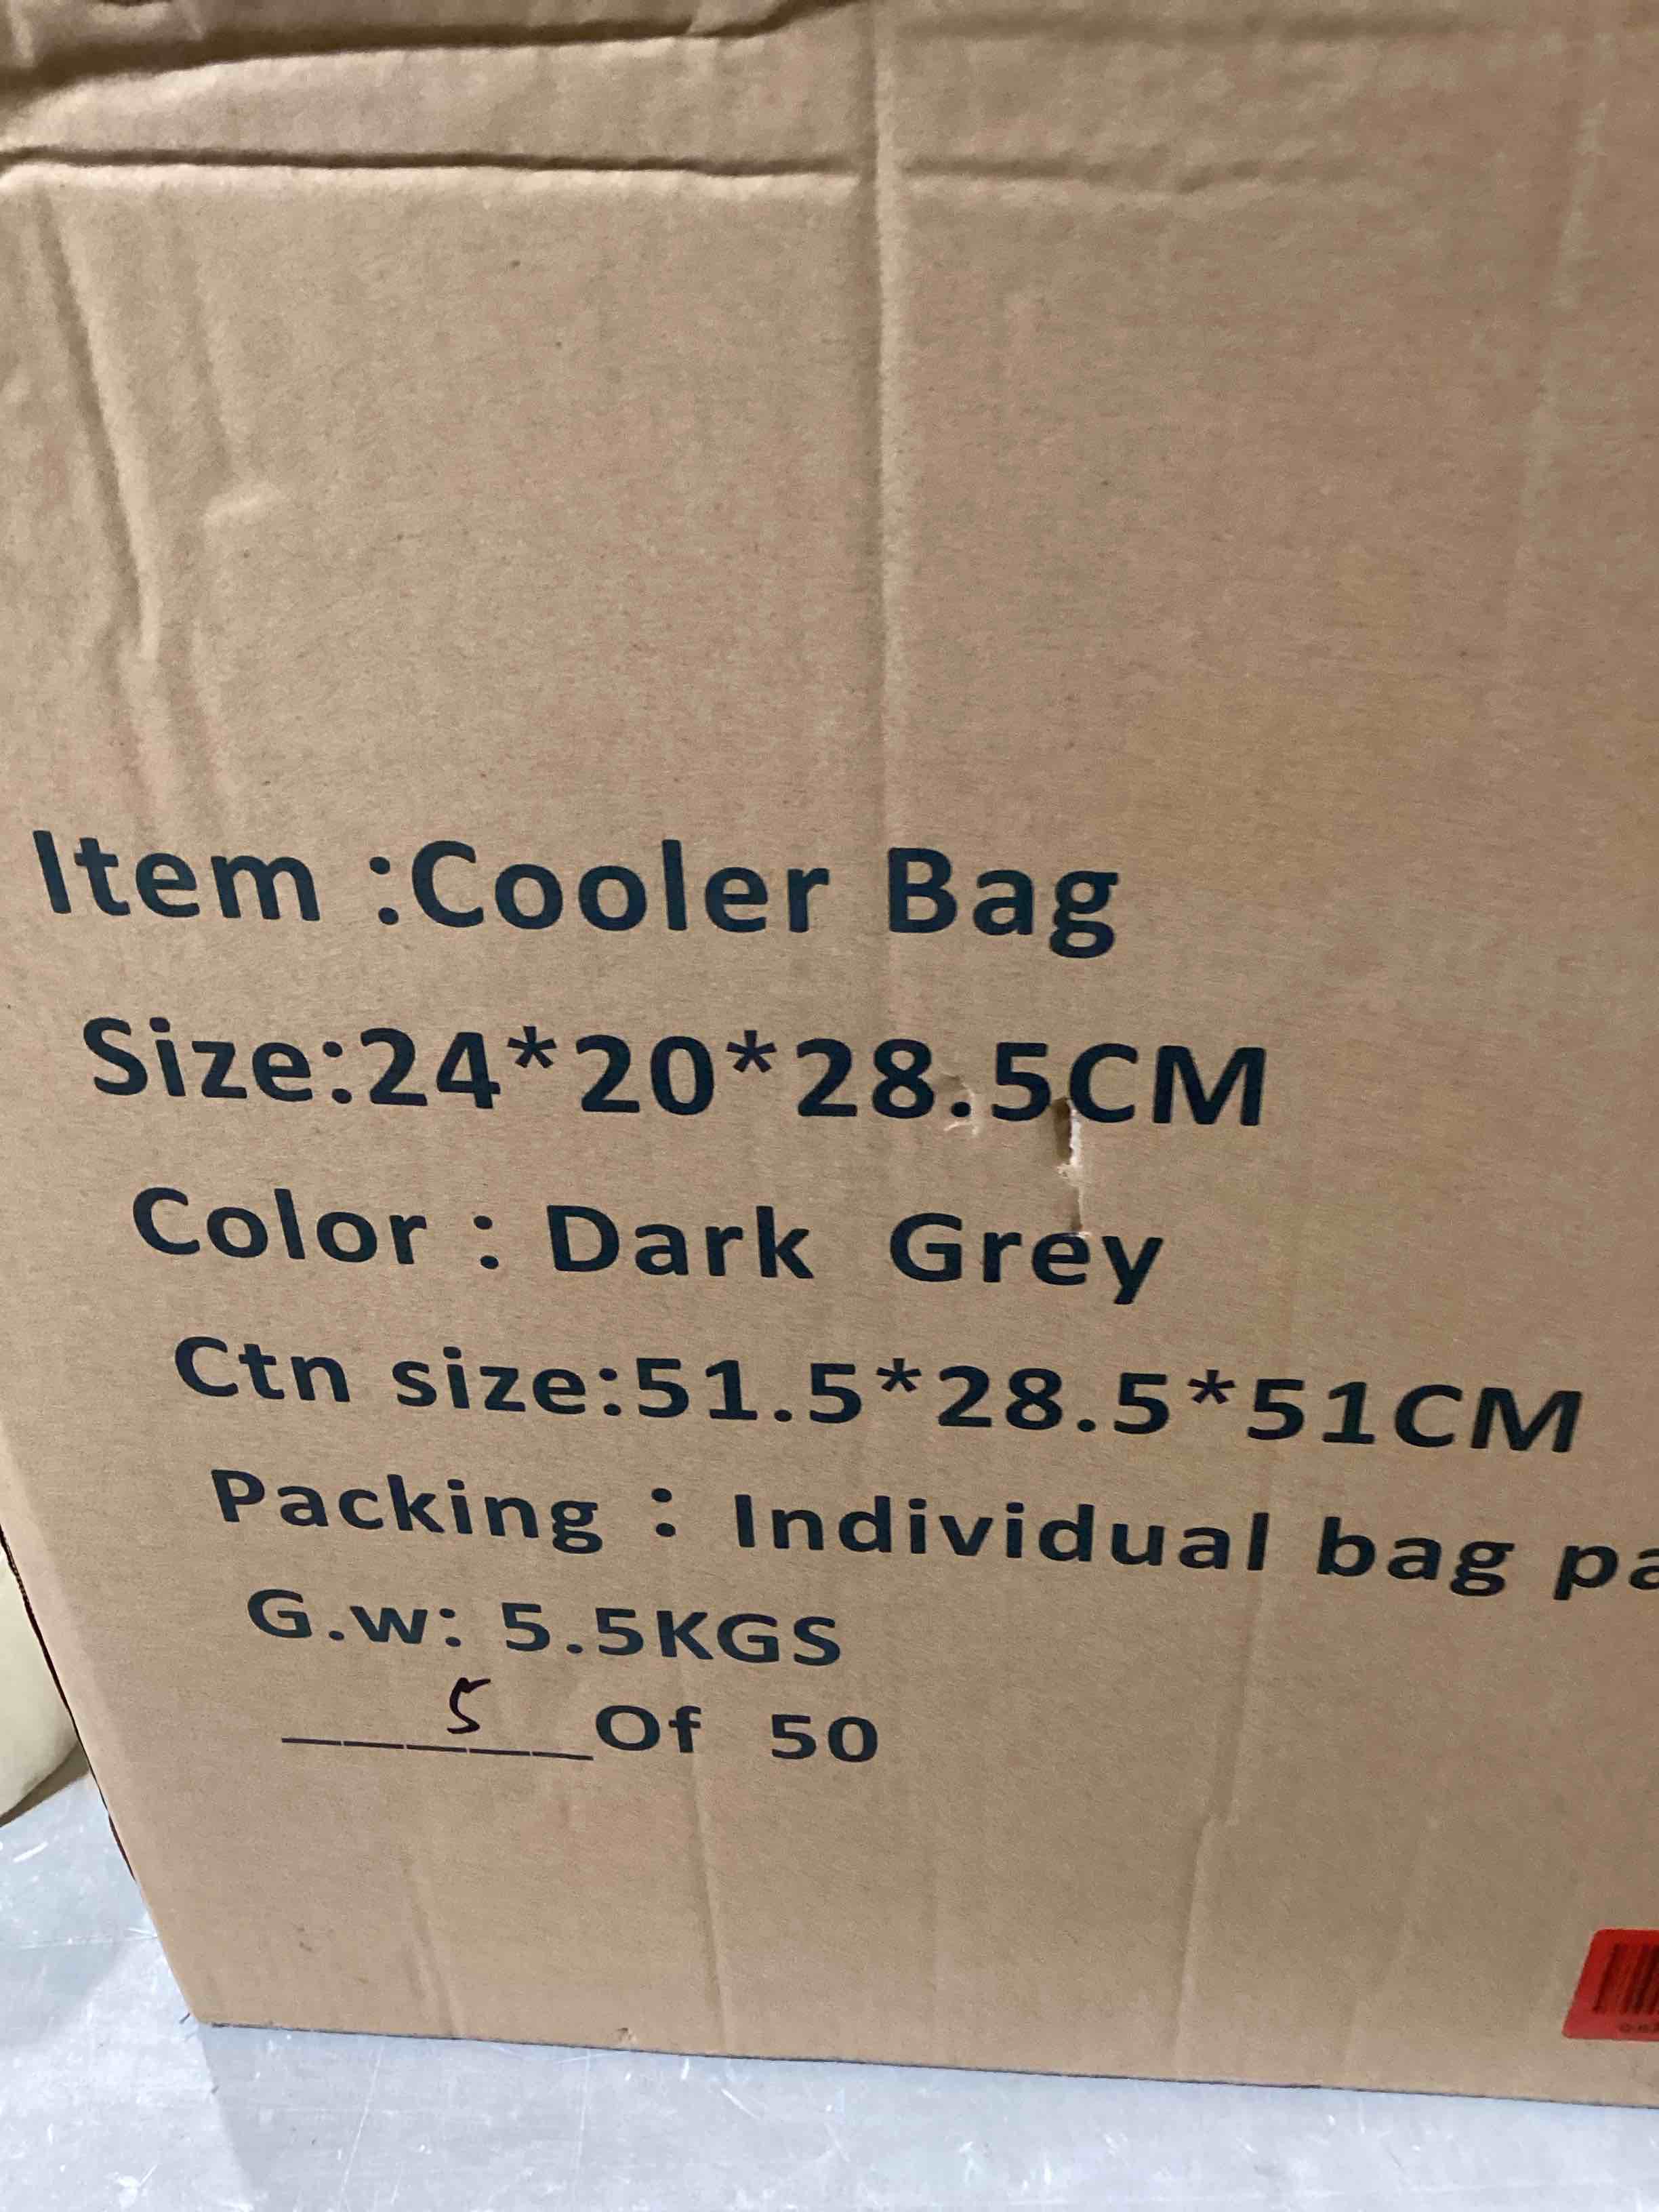 Item :Cooler Bag
Size:24*20*28.5CM
Color : Dark Grey
Ctn size:51.5*28.5*51CM
Packing : Individual bag
G.w: 5.5KGS
5 Of 50